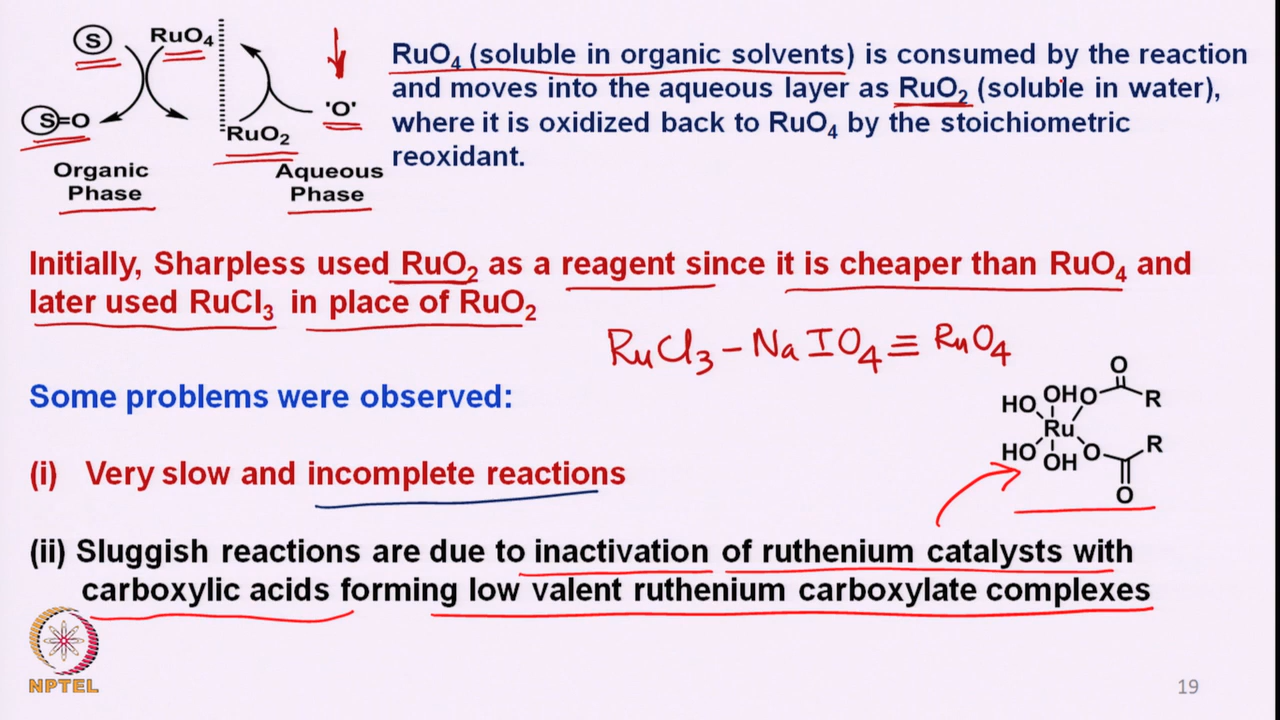 S RuO₄
S=O
RuO₂ 'O'
Organic Phase
Aqueous Phase
RuO₄ (soluble in organic solvents) is consumed by the reaction
and moves into the aqueous layer as RuO₂ (soluble in water),
where it is oxidized back to RuO₄ by the stoichiometric
reoxidant.
Initially, Sharpless used RuO₂ as a reagent since it is cheaper than RuO₄ and
later used RuCl₃ in place of RuO₂
RuCl₃ - NaIO₄ ≡ RuO₄
Some problems were observed:
O
HO OH O R
Ru
HO OH O R
O
(i) Very slow and incomplete reactions
(ii) Sluggish reactions are due to inactivation of ruthenium catalysts with
carboxylic acids forming low valent ruthenium carboxylate complexes
NPTEL
19